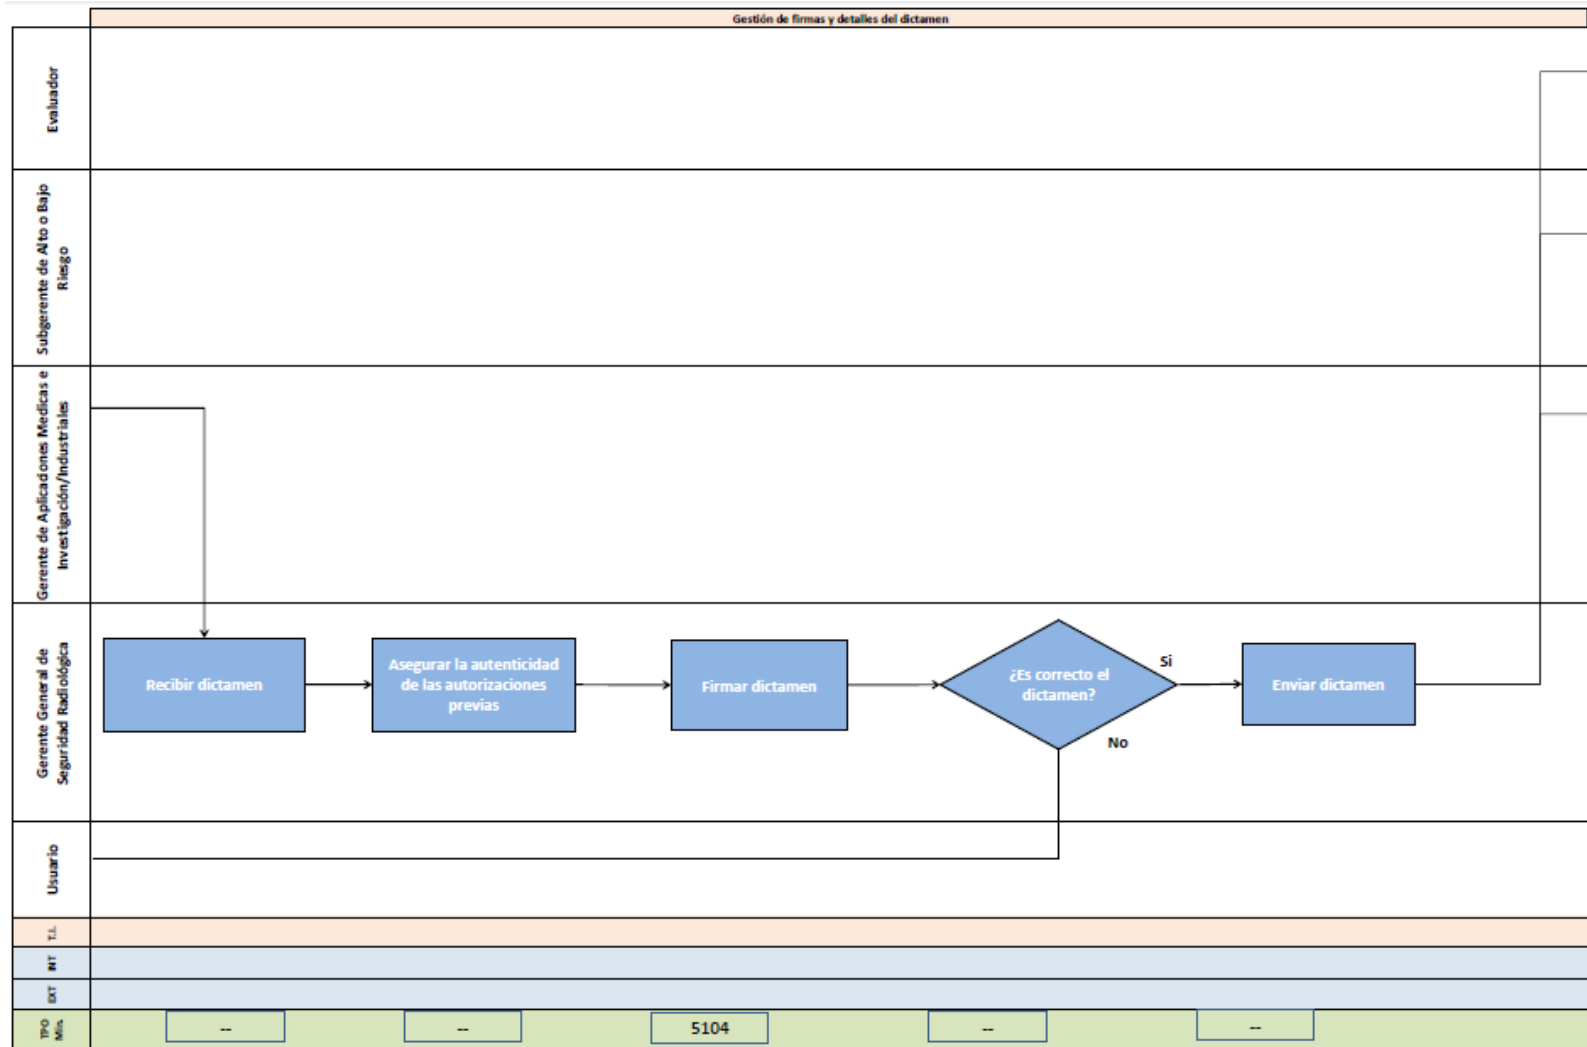 Gestión de firmas y detalles del dictamen
Evaluador
Subgerente de Alto o Bajo
Riesgo
Gerente de Aplicaciones Medicas e
Investigación/Industriales
Gerente General de
Seguridad Radiológica
Recibir dictamen
Asegurar la autenticidad
de las autorizaciones
previas
Firmar dictamen
¿Es correcto el
dictamen?
Si
No
Enviar dictamen
Usuario
T.I.
INT
EXT
TPO
Min.
--
--
5104
--
--